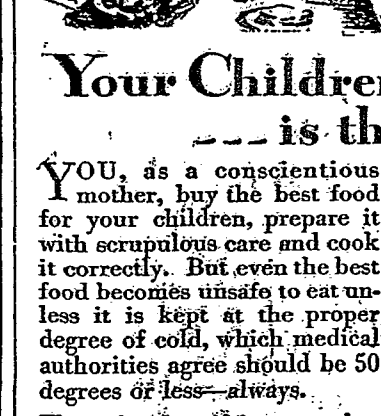 Your Childre
--- is th
YOU, as a conscientious
mother, buy the best food
for your children, prepare it
with scrupulous care and cook
it correctly. But even the best
food becomes unsafe to eat un-
less it is kept at the proper
degree of cold, which medical
authorities agree should be 50
degrees or less—always.